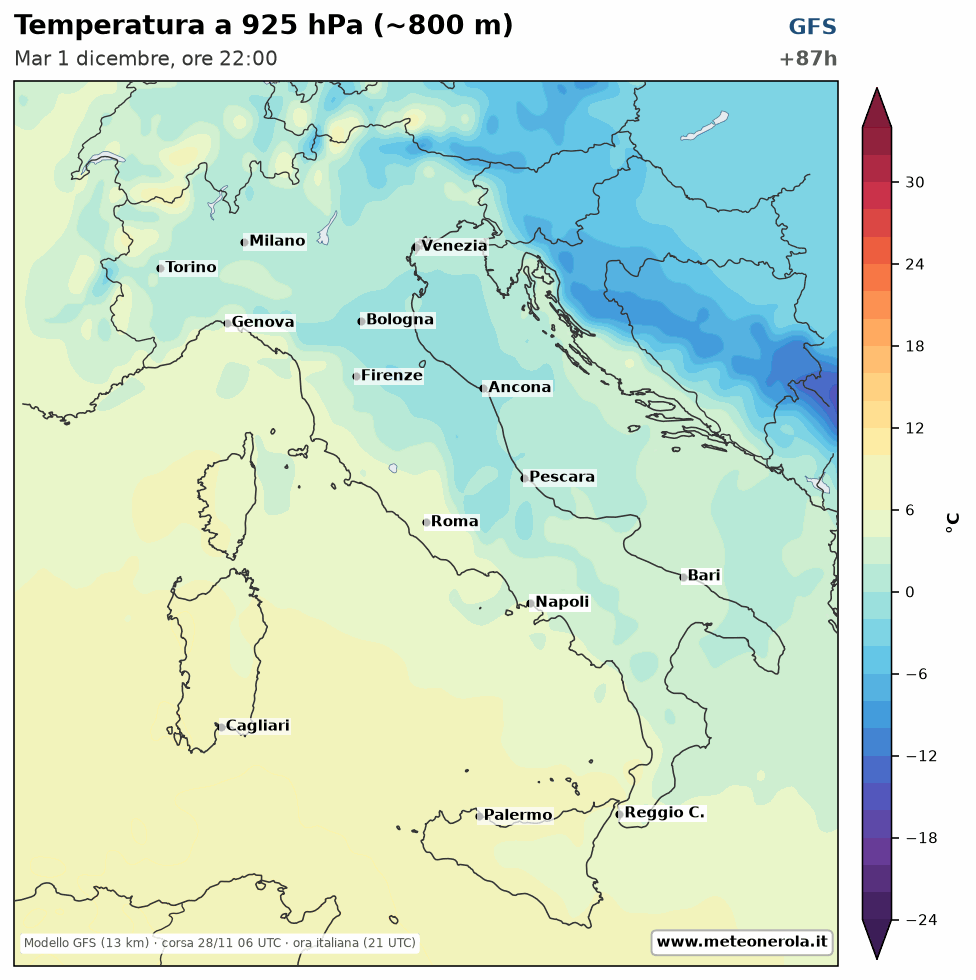 Temperatura a 925 hPa (~800 m)
GFS
Mar 1 dicembre, ore 22:00
+87h
Milano
Venezia
Torino
Genova
Bologna
Firenze
Ancona
Pescara
Roma
Bari
Napoli
Cagliari
Palermo
Reggio C.
30
24
18
12
6
0
−6
−12
−18
−24
°C
Modello GFS (13 km) · corsa 28/11 06 UTC · ora italiana (21 UTC)
www.meteonerola.it